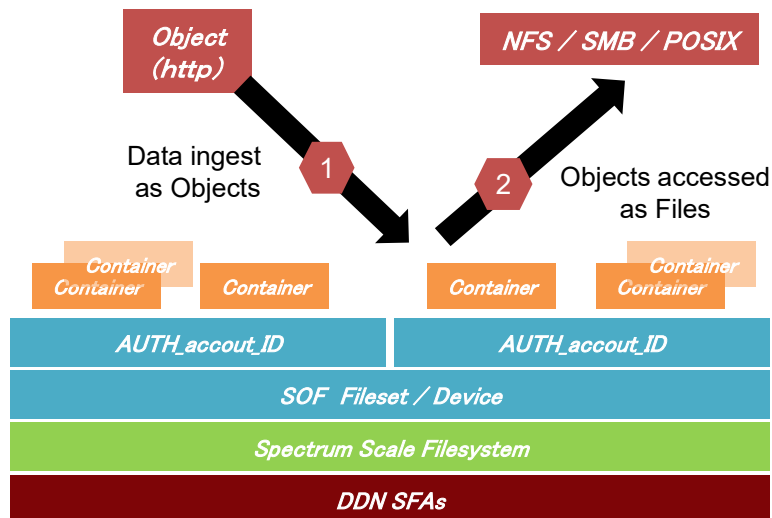 Object
(http)
NFS / SMB / POSIX
Data ingest
as Objects
1
2
Objects accessed
as Files
Container
Container
Container
Container
Container
Container
AUTH_accout_ID
AUTH_accout_ID
SOF Fileset / Device
Spectrum Scale Filesystem
DDN SFAs